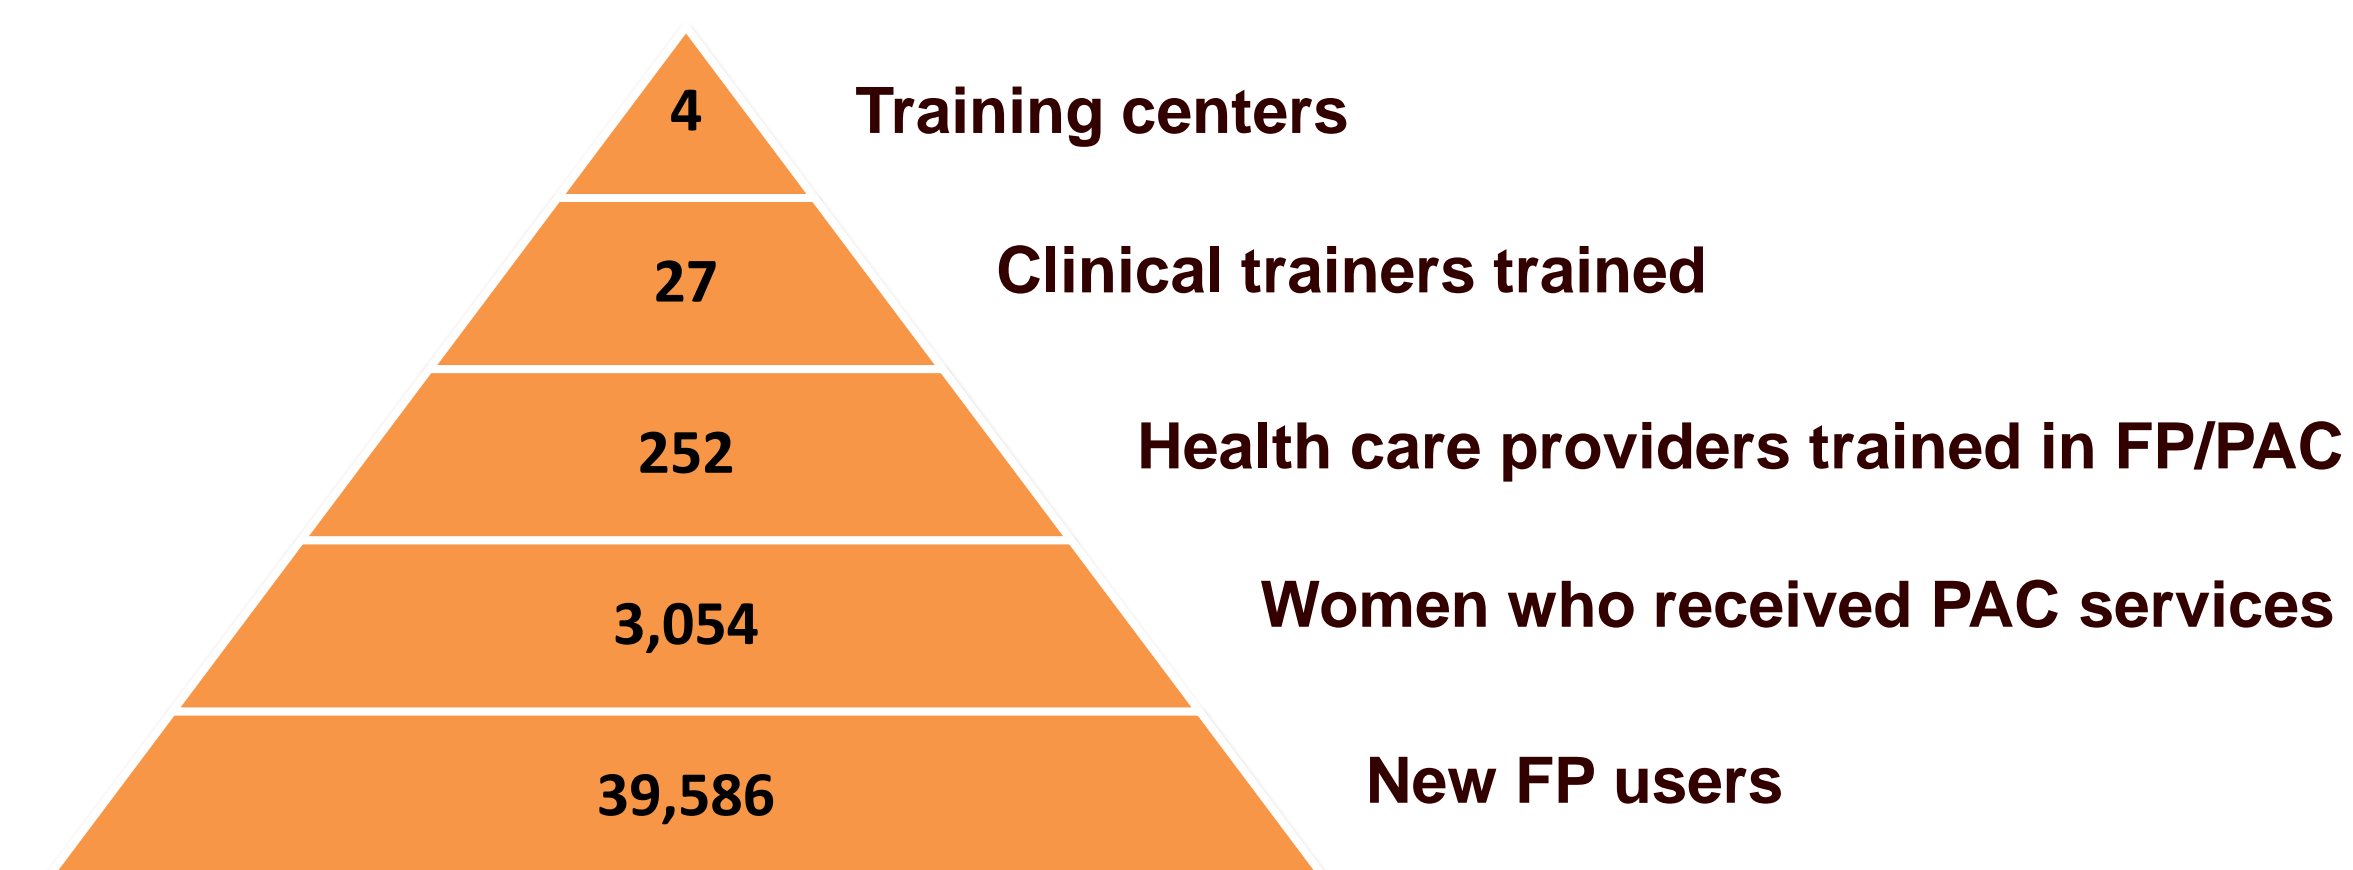 4
Training centers
27
Clinical trainers trained
252
Health care providers trained in FP/PAC
3,054
Women who received PAC services
39,586
New FP users